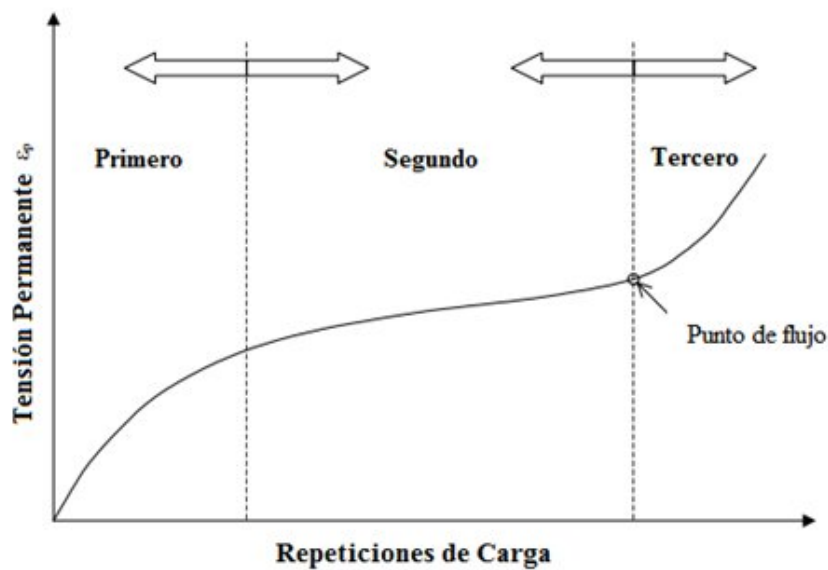 Primero
Segundo
Tercero
Tensión Permanente εp
Punto de flujo
Repeticiones de Carga